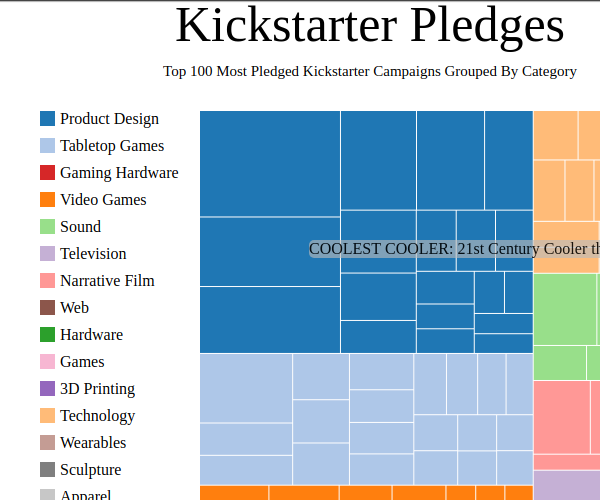 Kickstarter Pledges
Top 100 Most Pledged Kickstarter Campaigns Grouped By Category
Product Design
Tabletop Games
Gaming Hardware
Video Games
Sound
COOLEST COOLER: 21st Century Cooler th
Television
Narrative Film
Web
Hardware
Games
3D Printing
Technology
Wearables
Sculpture
Apparel